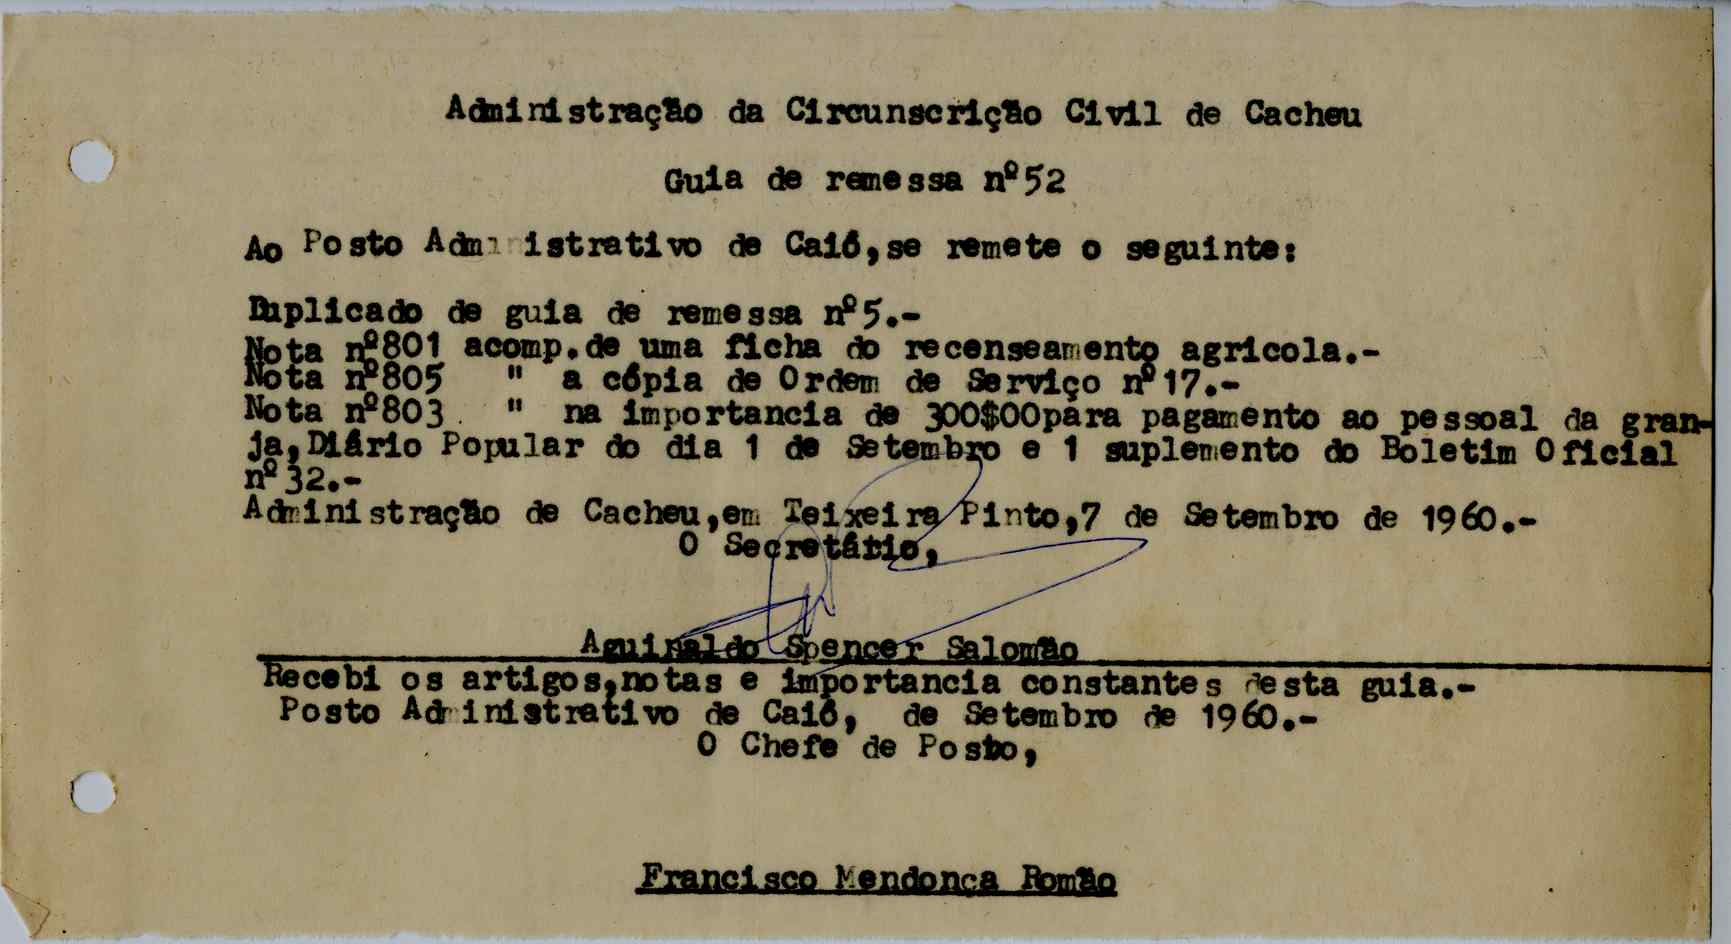 Administração da Circunscrição Civil de Cacheu
Guia de remessa nº52
Ao Posto Administrativo de Caió,se remete o seguinte:
Duplicado de guia de remessa nº5.-
Nota nº801 acomp.de uma ficha do recenseamento agricola.-
Nota nº805 " a cópia de Ordem de Serviço nº17.-
Nota nº803 " na importancia de 300$00para pagamento ao pessoal da gran-
ja,Diário Popular do dia 1 de Setembro e 1 suplemento do Boletim Oficial
nº32.-
Administração de Cacheu,em Teixeira Pinto,7 de Setembro de 1960.-
O Secretário,
Aguinaldo Spencer Salomão
Recebi os artigos,notas e importancia constantes desta guia.-
Posto Administrativo de Caió, de Setembro de 1960.-
O Chefe de Posto,
Francisco Mendonça Romão